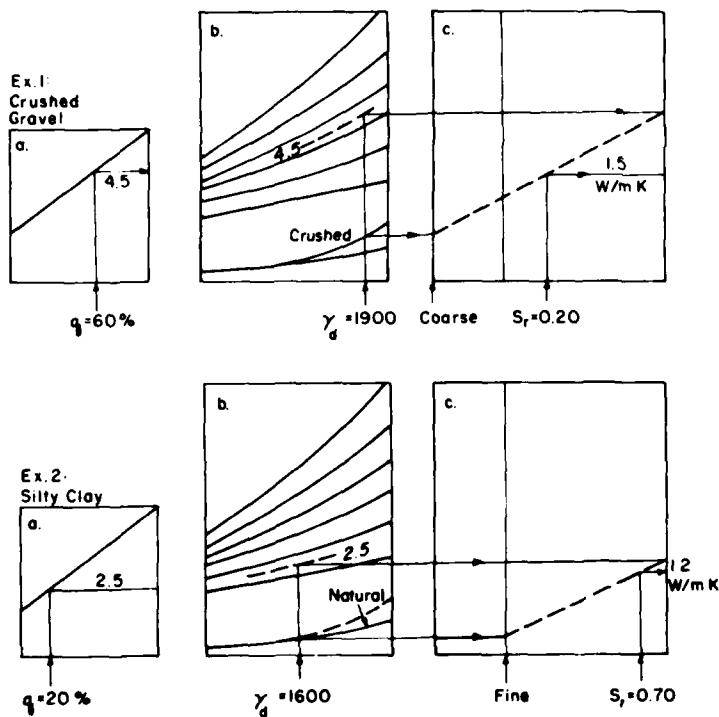 Ex.1:
Crushed
Gravel
a.
4.5
q=60%
b.
4.5
Crushed
γd =1900
c.
1.5
W/m K
Coarse
Sr=0.20
Ex.2:
Silty Clay
a.
2.5
q=20%
b.
2.5
Natural
γd =1600
c.
1.2
W/m K
Fine
Sr=0.70